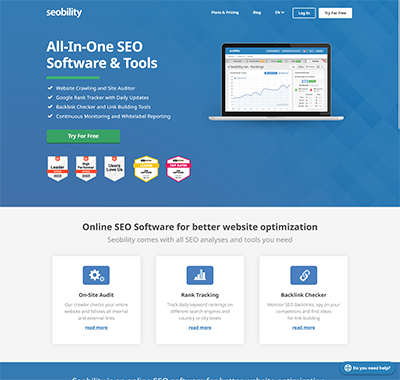 seobility
Plans & Pricing
Blog
EN
Log In
Try For Free
All-In-One SEO
Software & Tools
Website Crawling and Site Auditor
Google Rank Tracker with Daily Updates
Backlink Checker and Link Building Tools
Continuous Monitoring and Whitelabel Reporting
Try For Free
Leader
High
Performer
Users
Love Us
Online SEO Software for better website optimization
Seobility comes with all SEO analyses and tools you need
On-Site Audit
Our crawler checks your entire
website and follows all internal
and external links
read more
Rank Tracking
Track daily keyword rankings on
different search engines and
country or city levels
read more
Backlink Checker
Monitor SEO Backlinks, spy on your
competitors and find ideas
for link building
read more
Do you need help?